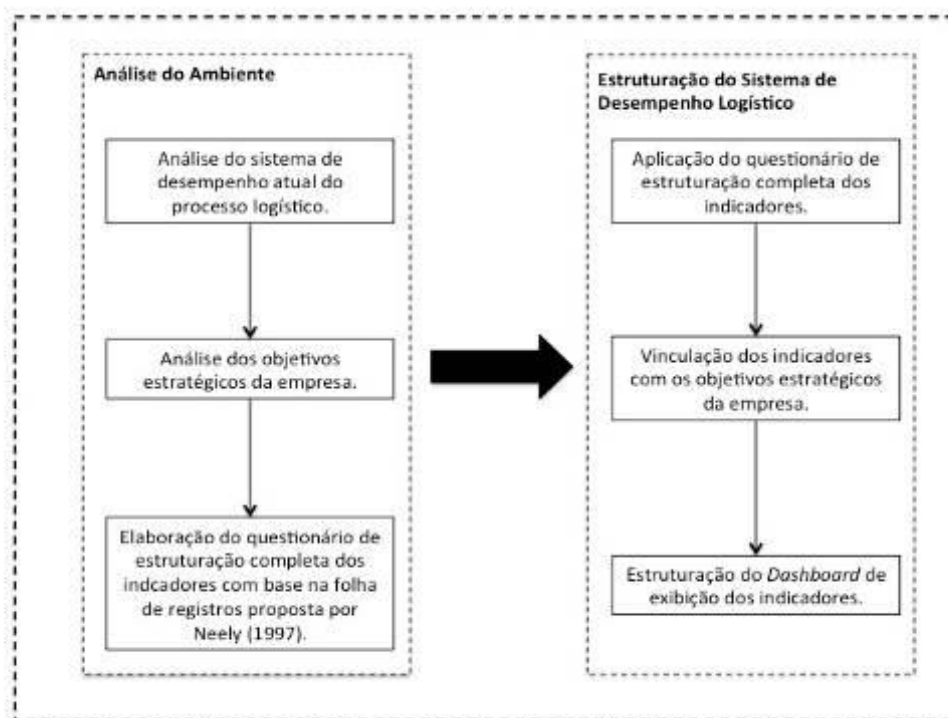 Análise do Ambiente
Análise do sistema de
desempenho atual do
processo logístico.
Análise dos objetivos
estratégicos da empresa.
Elaboração do questionário de
estruturação completa dos
indcadores com base na folha
de registros proposta por
Neely (1997).
Estruturação do Sistema de
Desempenho Logístico
Aplicação do questionário de
estruturação completa dos
indicadores.
Vinculação dos indicadores
com os objetivos estratégicos
da empresa.
Estruturação do Dashboard de
exibição dos indicadores.